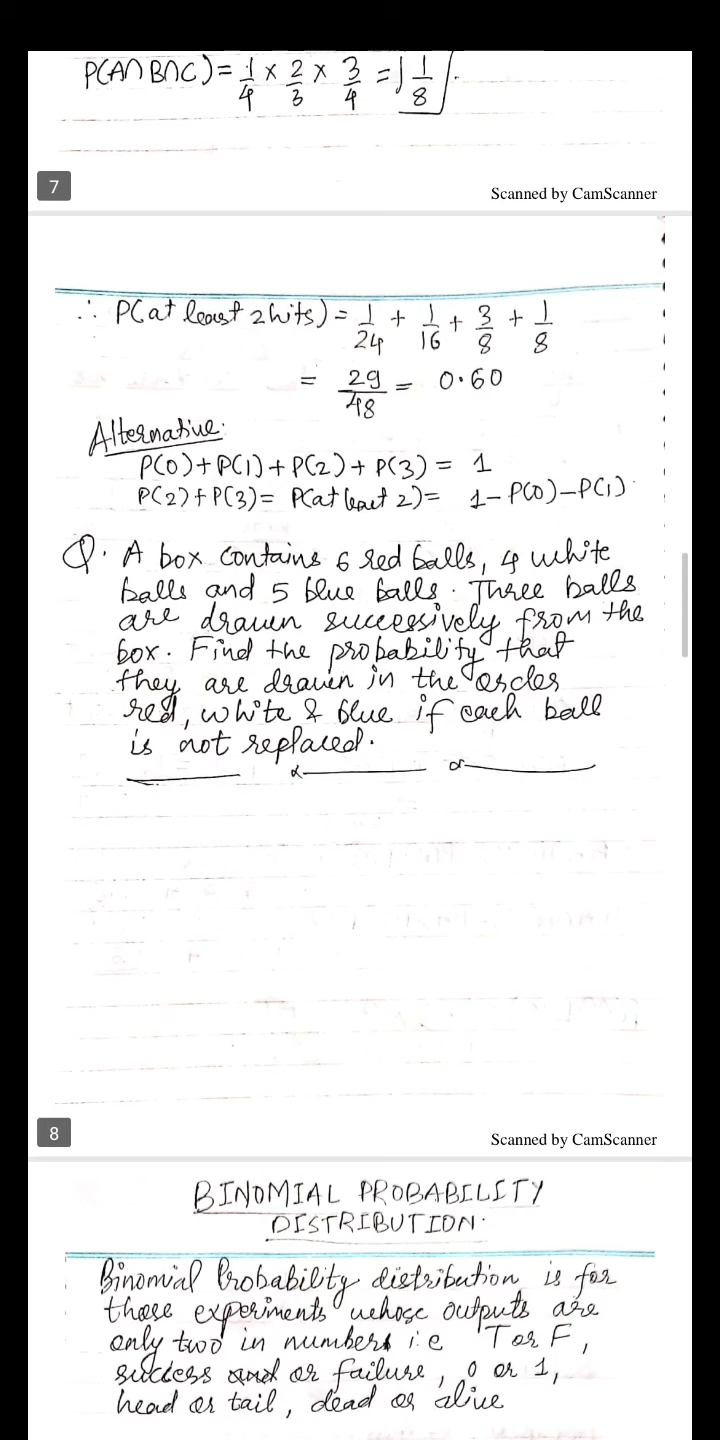 P(A∩B∩C) = 1/4 × 2/3 × 3/4 = 1/8.
7
Scanned by CamScanner
∴ P(at least 2 hits) = 1/24 + 1/16 + 3/8 + 1/8
= 29/48 = 0.60
Alternative:
P(0)+P(1)+P(2)+P(3) = 1
P(2)+P(3) = P(at least 2) = 1-P(0)-P(1)
Q. A box contains 6 red balls, 4 white
balls and 5 blue balls. Three balls
are drawn successively from the
box. Find the probability that
they are drawn in the order
red, white & blue if each ball
is not replaced.
8
Scanned by CamScanner
BINOMIAL PROBABILITY
DISTRIBUTION.
Binomial Probability distribution is for
those experiments whose outputs are
only two in numbers i.e T or F,
success and or failure, 0 or 1,
head or tail, dead or alive